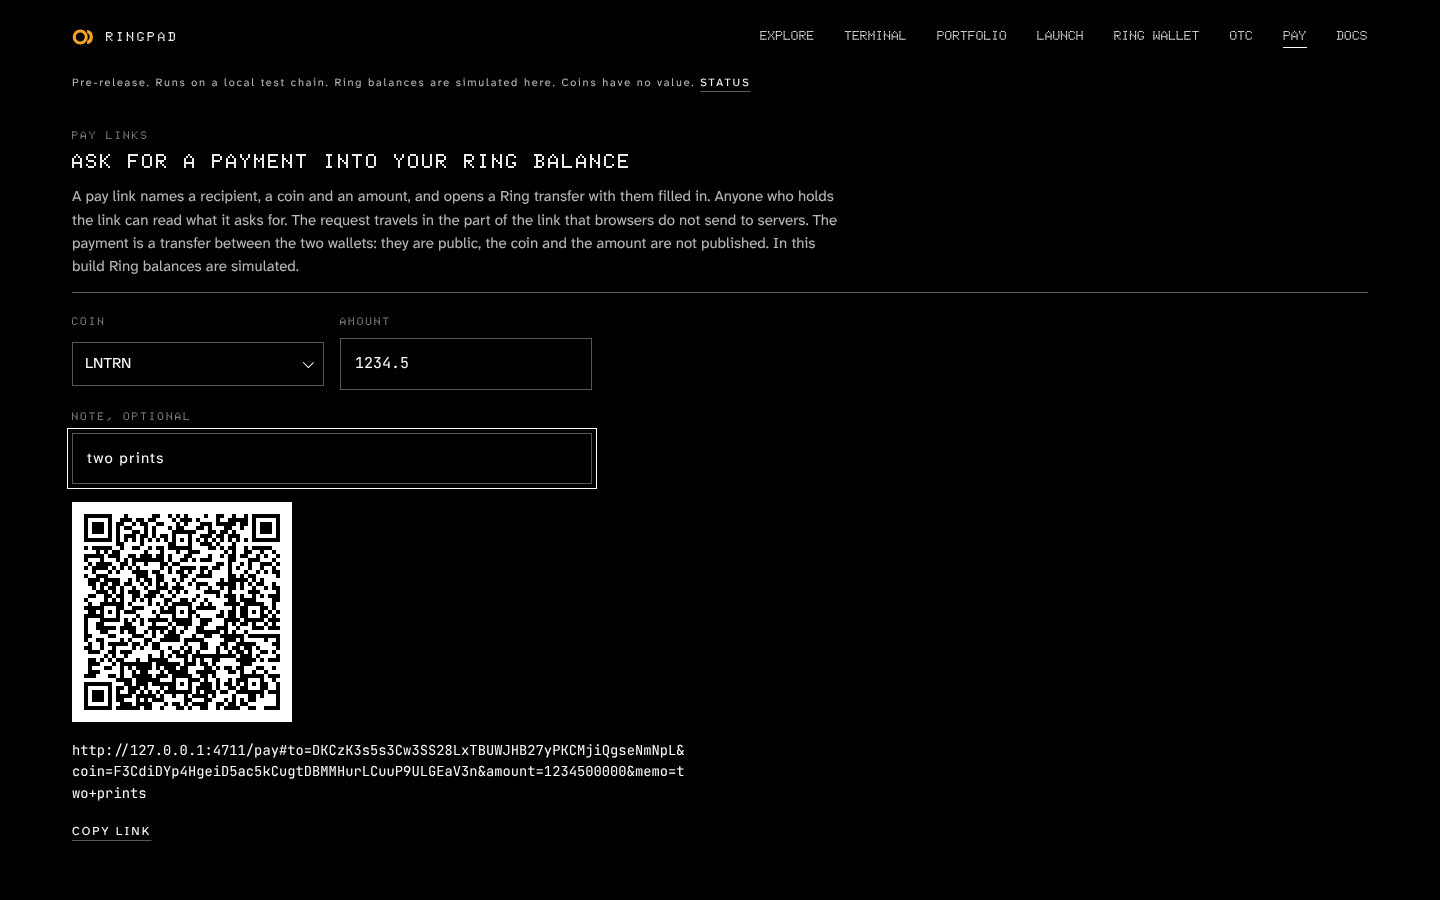 RINGPAD
EXPLORE TERMINAL PORTFOLIO LAUNCH RING WALLET OTC PAY DOCS
Pre-release. Runs on a local test chain. Ring balances are simulated here. Coins have no value. STATUS
PAY LINKS
ASK FOR A PAYMENT INTO YOUR RING BALANCE
A pay link names a recipient, a coin and an amount, and opens a Ring transfer with them filled in. Anyone who holds
the link can read what it asks for. The request travels in the part of the link that browsers do not send to servers. The
payment is a transfer between the two wallets: they are public, the coin and the amount are not published. In this
build Ring balances are simulated.
COIN AMOUNT
LNTRN 1234.5
NOTE, OPTIONAL
two prints
http://127.0.0.1:4711/pay#to=DKCzK3s5s3Cw3SS28LxTBUWJHB27yPKCMjiQgseNmNpL&
coin=F3CdiDYp4HgeiD5ac5kCugtDBMMHurLCuuP9ULGEaV3n&amount=1234500000&memo=t
wo+prints
COPY LINK